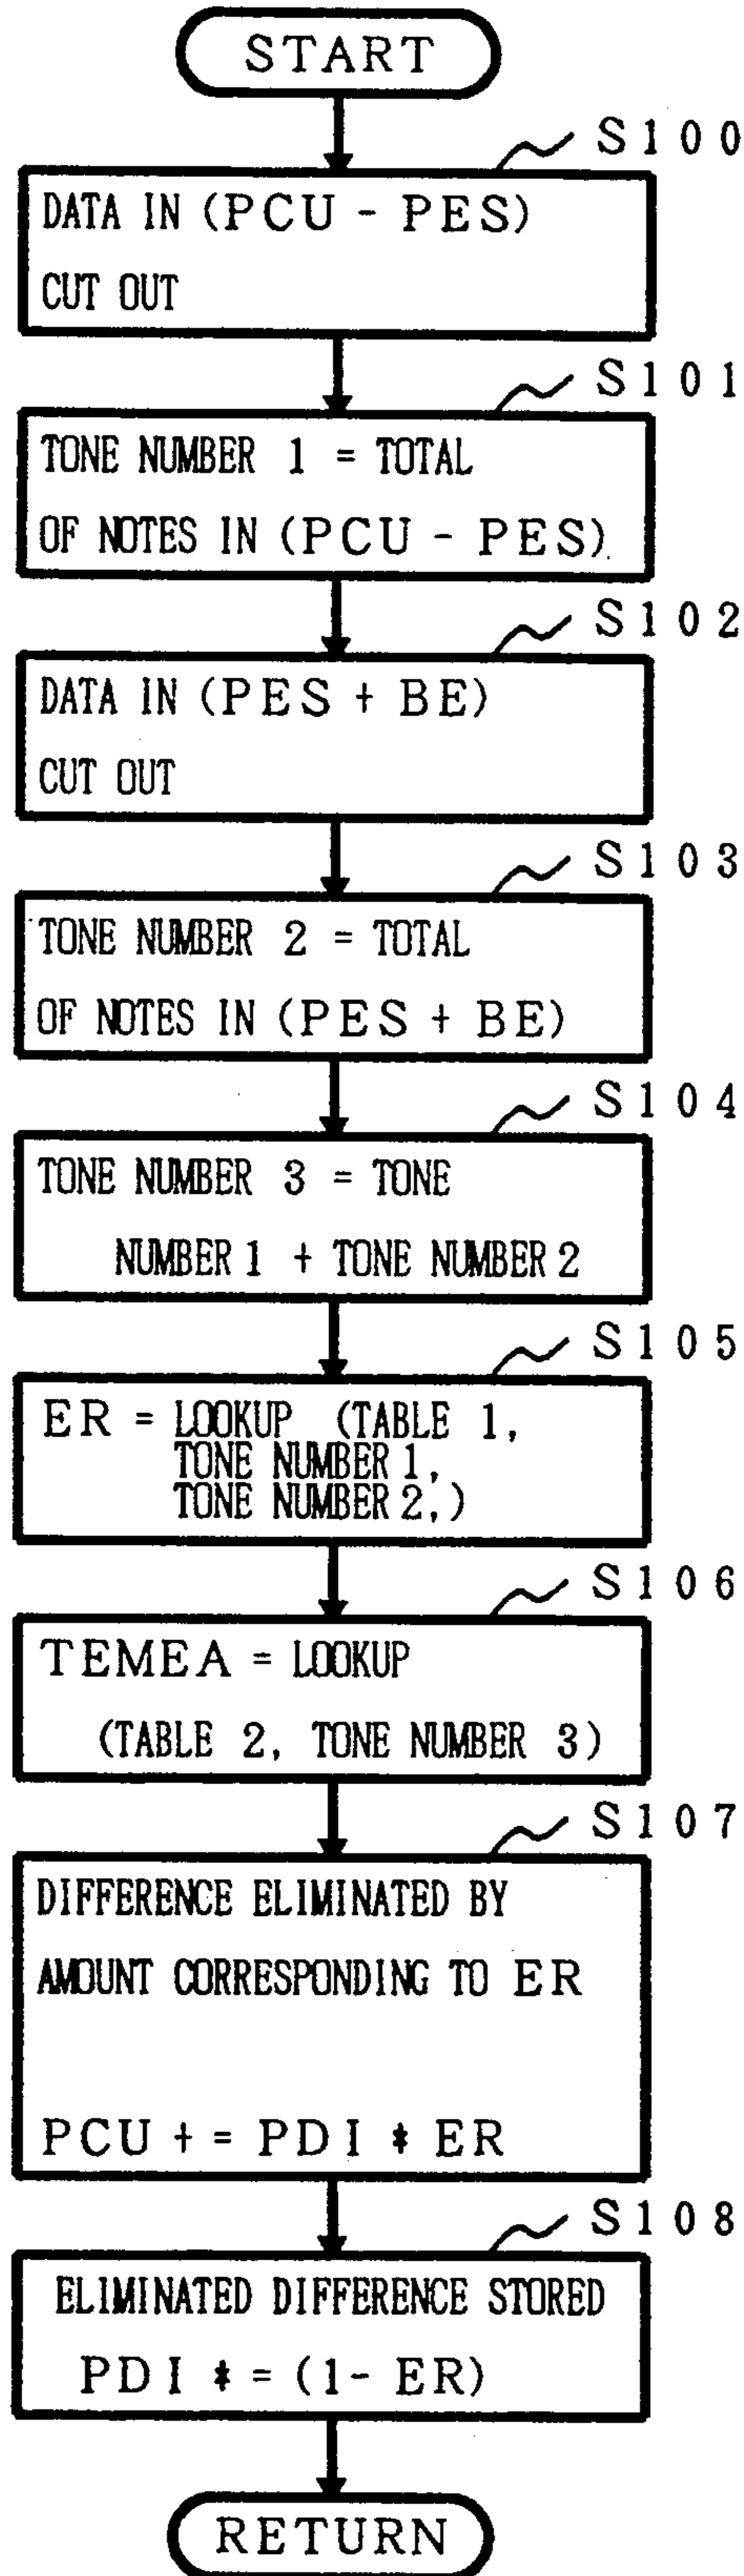 START
S100
DATA IN (PCU - PES)
CUT OUT
S101
TONE NUMBER 1 = TOTAL
OF NOTES IN (PCU - PES)
S102
DATA IN (PES + BE)
CUT OUT
S103
TONE NUMBER 2 = TOTAL
OF NOTES IN (PES + BE)
S104
TONE NUMBER 3 = TONE
NUMBER 1 + TONE NUMBER 2
S105
ER = LOOKUP (TABLE 1,
TONE NUMBER 1,
TONE NUMBER 2,)
S106
TEMEA = LOOKUP
(TABLE 2, TONE NUMBER 3)
S107
DIFFERENCE ELIMINATED BY
AMOUNT CORRESPONDING TO ER
PCU += PDI * ER
S108
ELIMINATED DIFFERENCE STORED
PDI *= (1- ER)
RETURN